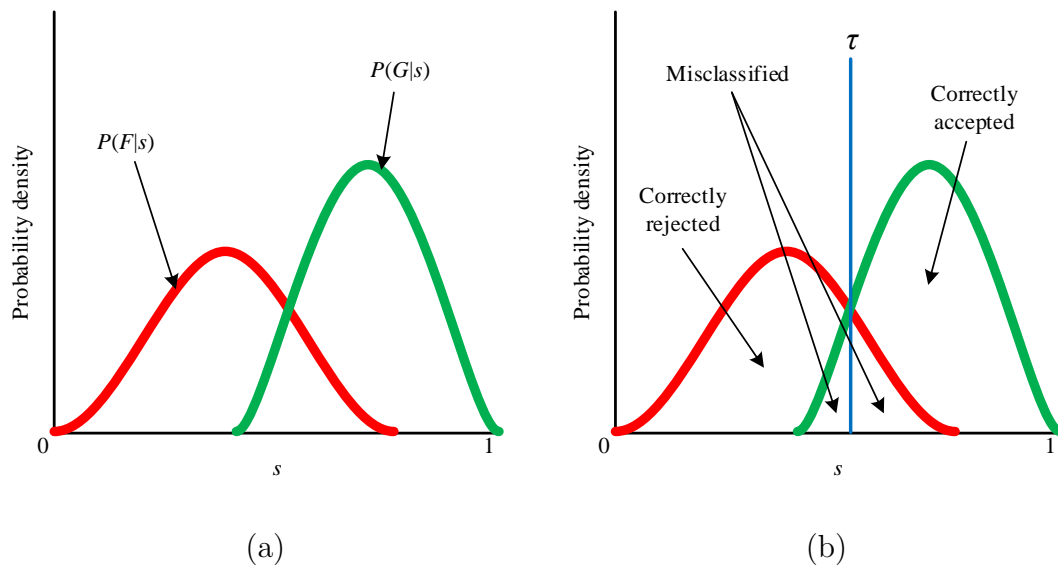 Probability density
P(F|s)
P(G|s)
0
1
s
(a)
Probability density
τ
Misclassified
Correctly
accepted
Correctly
rejected
0
1
s
(b)